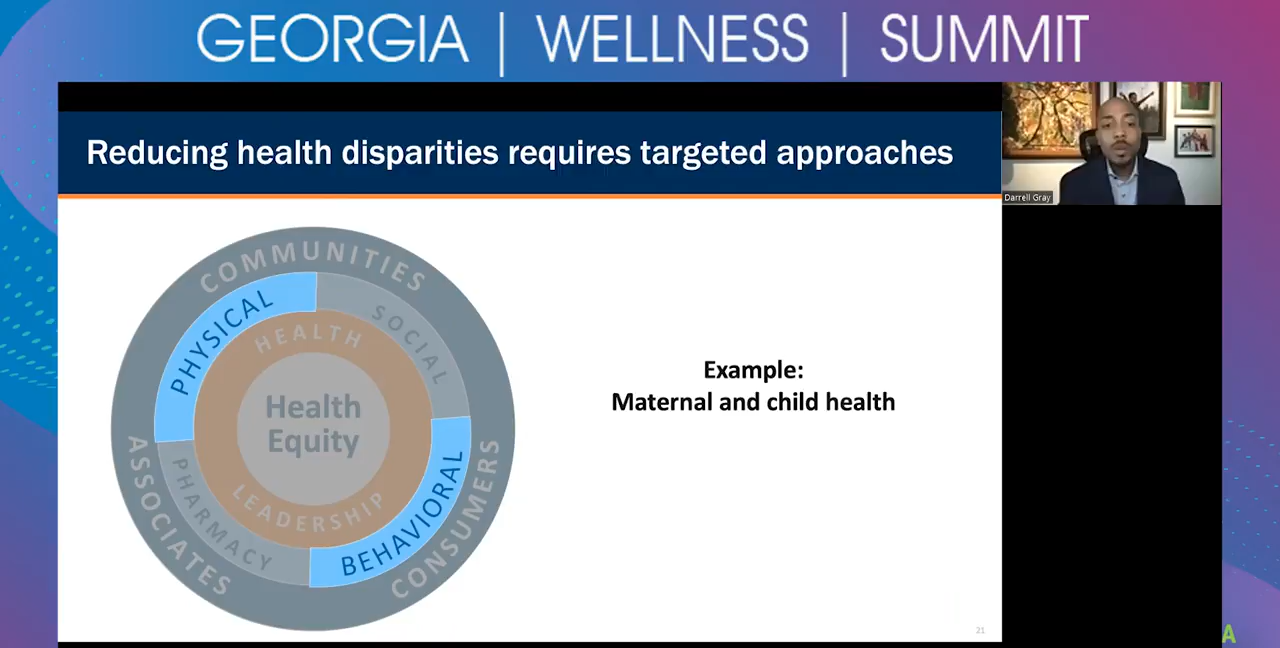 GEORGIA | WELLNESS | SUMMIT
Reducing health disparities requires targeted approaches
Darrell Gray
COMMUNITIES
PHYSICAL
SOCIAL
HEALTH
Health
Equity
Example:
Maternal and child health
ASSOCIATES
PHARMACY
LEADERSHIP
BEHAVIORAL
CONSUMERS
21
A